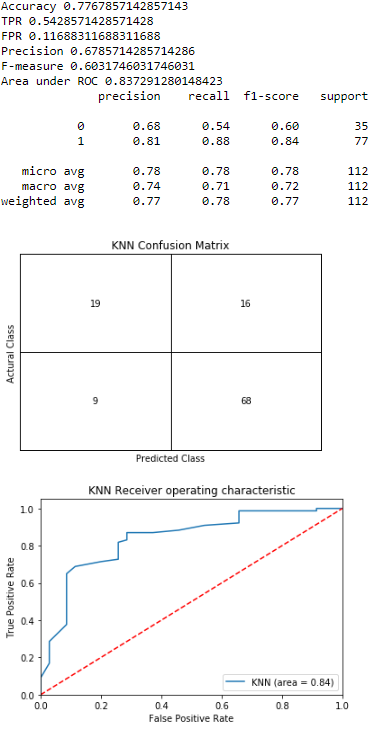 Accuracy 0.7767857142857143
TPR 0.5428571428571428
FPR 0.11688311688311688
Precision 0.6785714285714286
F-measure 0.6031746031746031
Area under ROC 0.837291280148423
precision recall f1-score support
0 0.68 0.54 0.60 35
1 0.81 0.88 0.84 77
micro avg 0.78 0.78 0.78 112
macro avg 0.74 0.71 0.72 112
weighted avg 0.77 0.78 0.77 112
KNN Confusion Matrix
Actural Class
19 16
9 68
Predicted Class
KNN Receiver operating characteristic
True Positive Rate
1.0
0.8
0.6
0.4
0.2
0.0
KNN (area = 0.84)
0.0 0.2 0.4 0.6 0.8 1.0
False Positive Rate